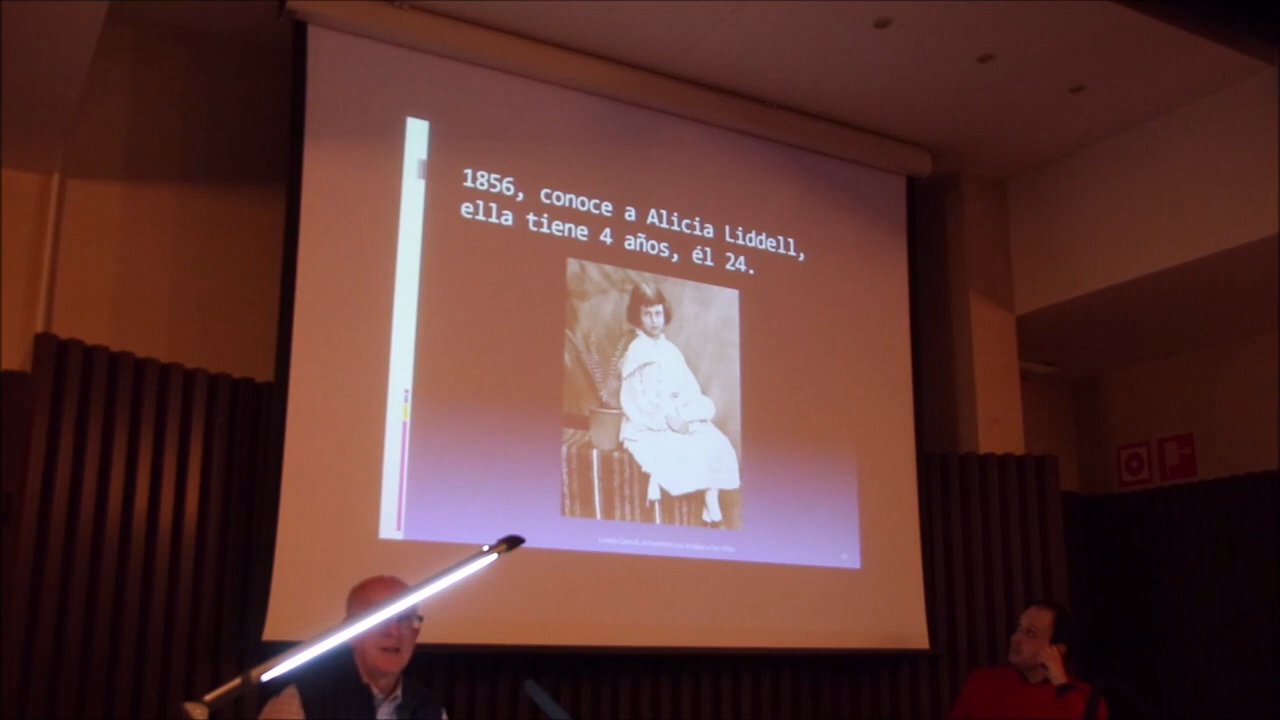 1856, conoce a Alicia Liddell,
ella tiene 4 años, él 24.